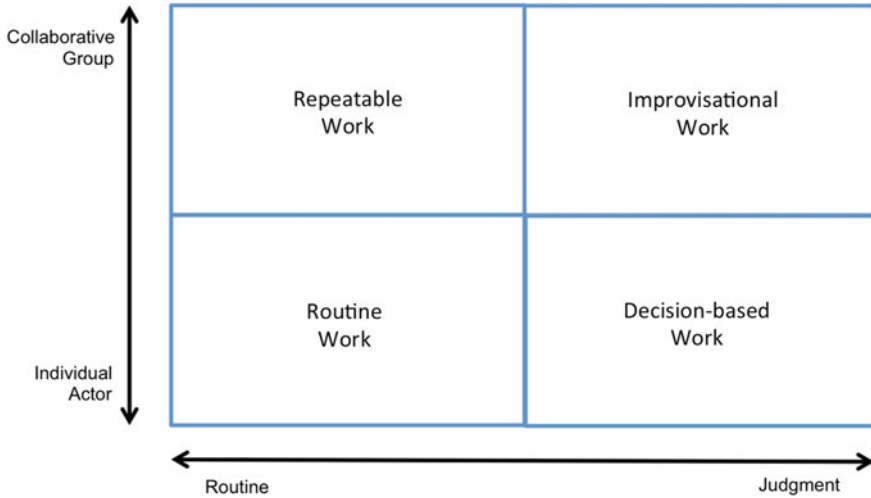 Collaborative
Group
Repeatable
Work
Improvisational
Work
Routine
Work
Decision-based
Work
Individual
Actor
Routine
Judgment